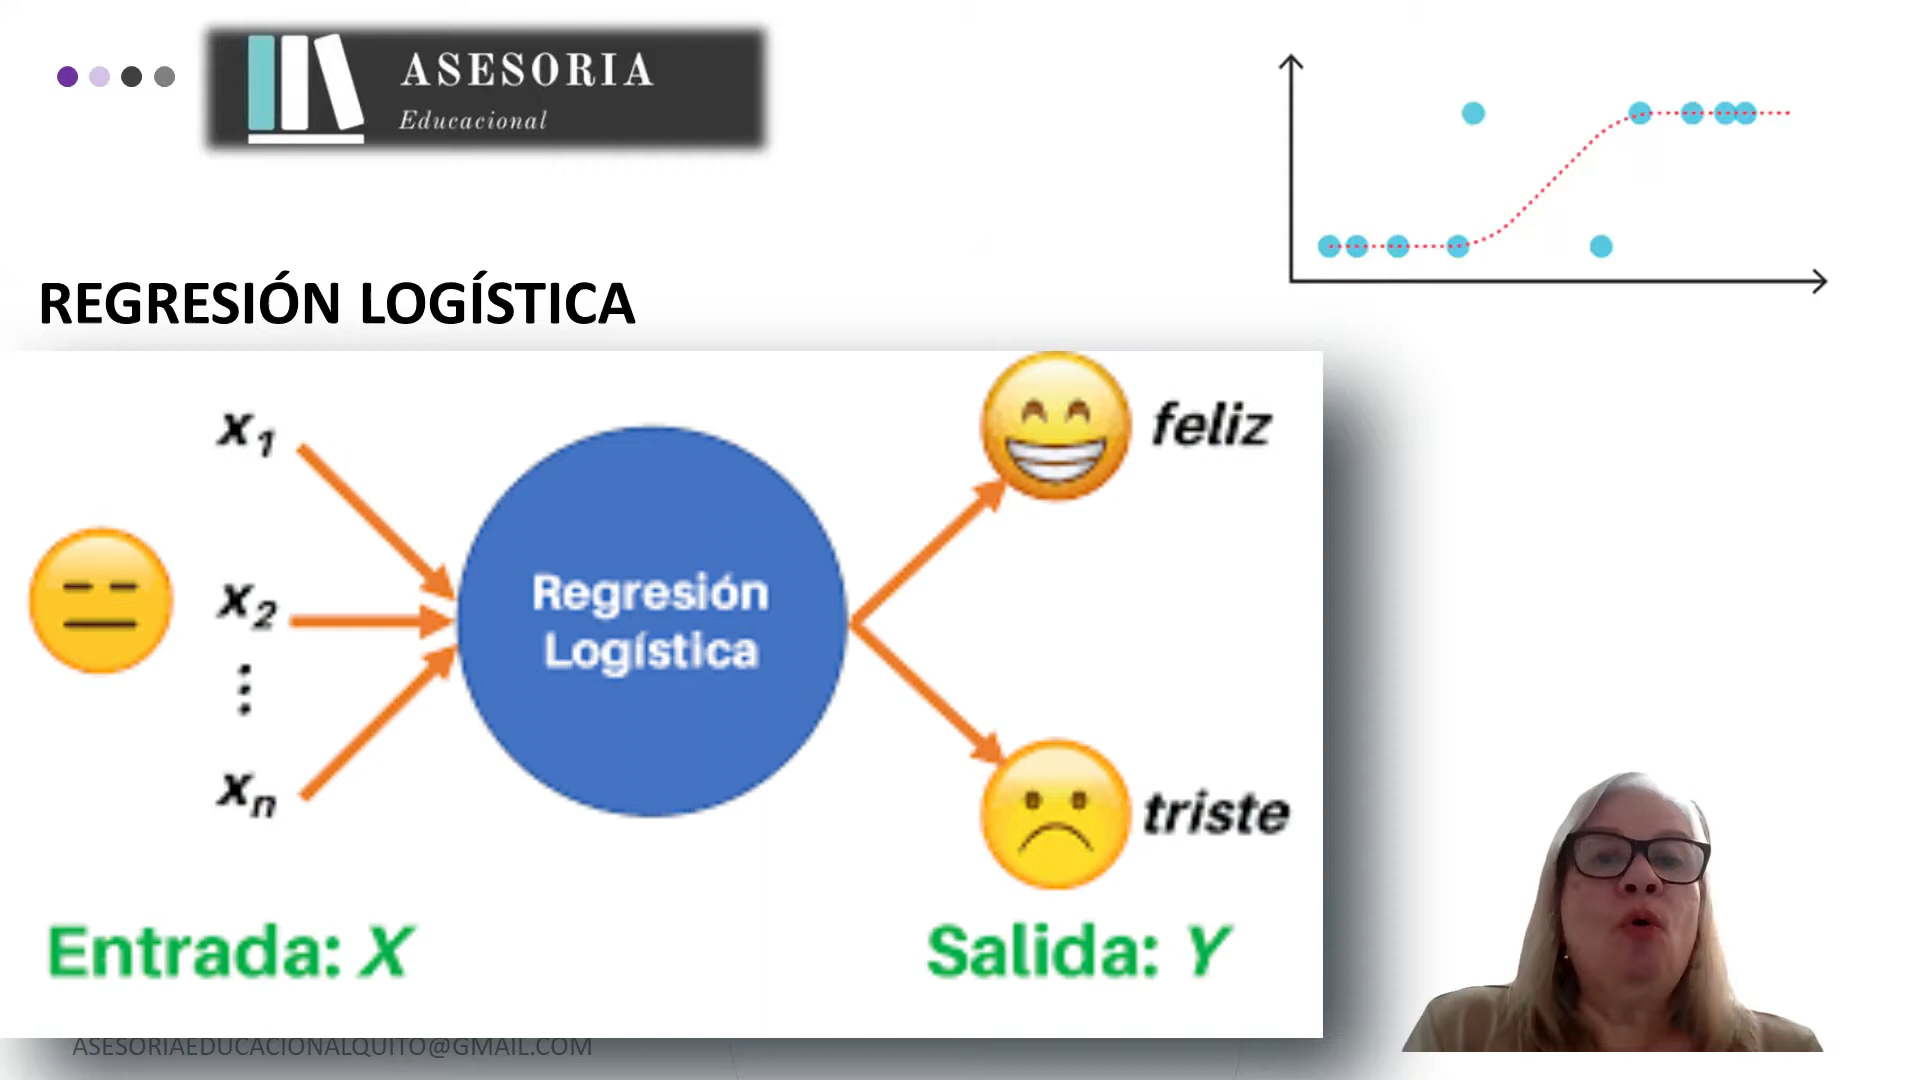 ASESORIA
Educacional
REGRESIÓN LOGÍSTICA
x1
x2
xn
Regresión
Logística
feliz
triste
Entrada: X
Salida: Y
ASESORIAEDUCACIONALQUITO@GMAIL.COM